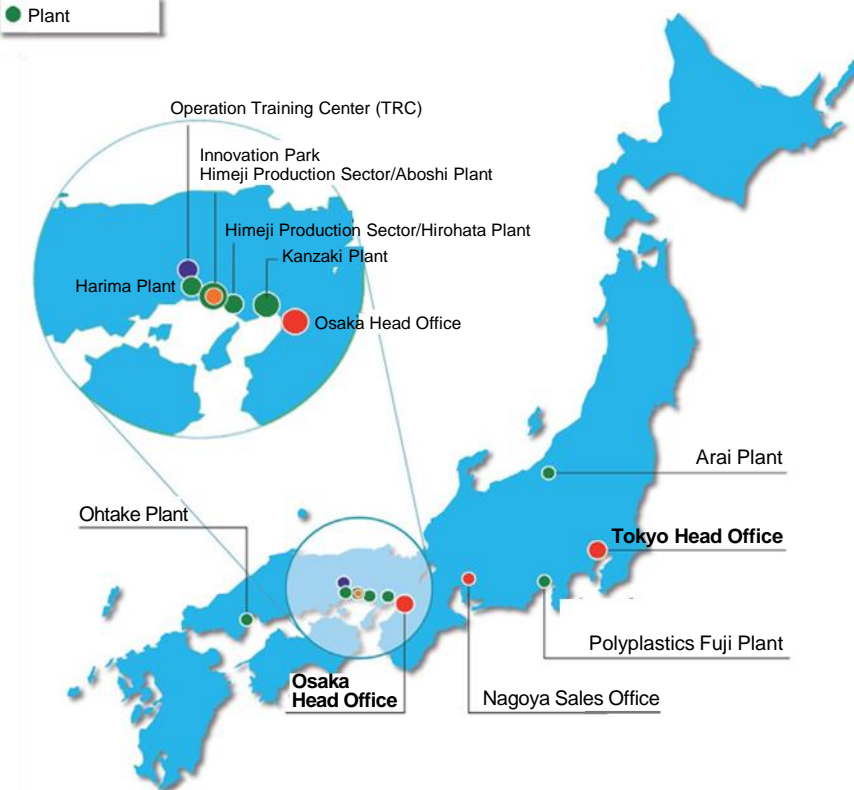 Plant
Operation Training Center (TRC)
Innovation Park
Himeji Production Sector/Aboshi Plant
Himeji Production Sector/Hirohata Plant
Kanzaki Plant
Harima Plant
Osaka Head Office
Arai Plant
Ohtake Plant
Tokyo Head Office
Polyplastics Fuji Plant
Osaka
Head Office
Nagoya Sales Office